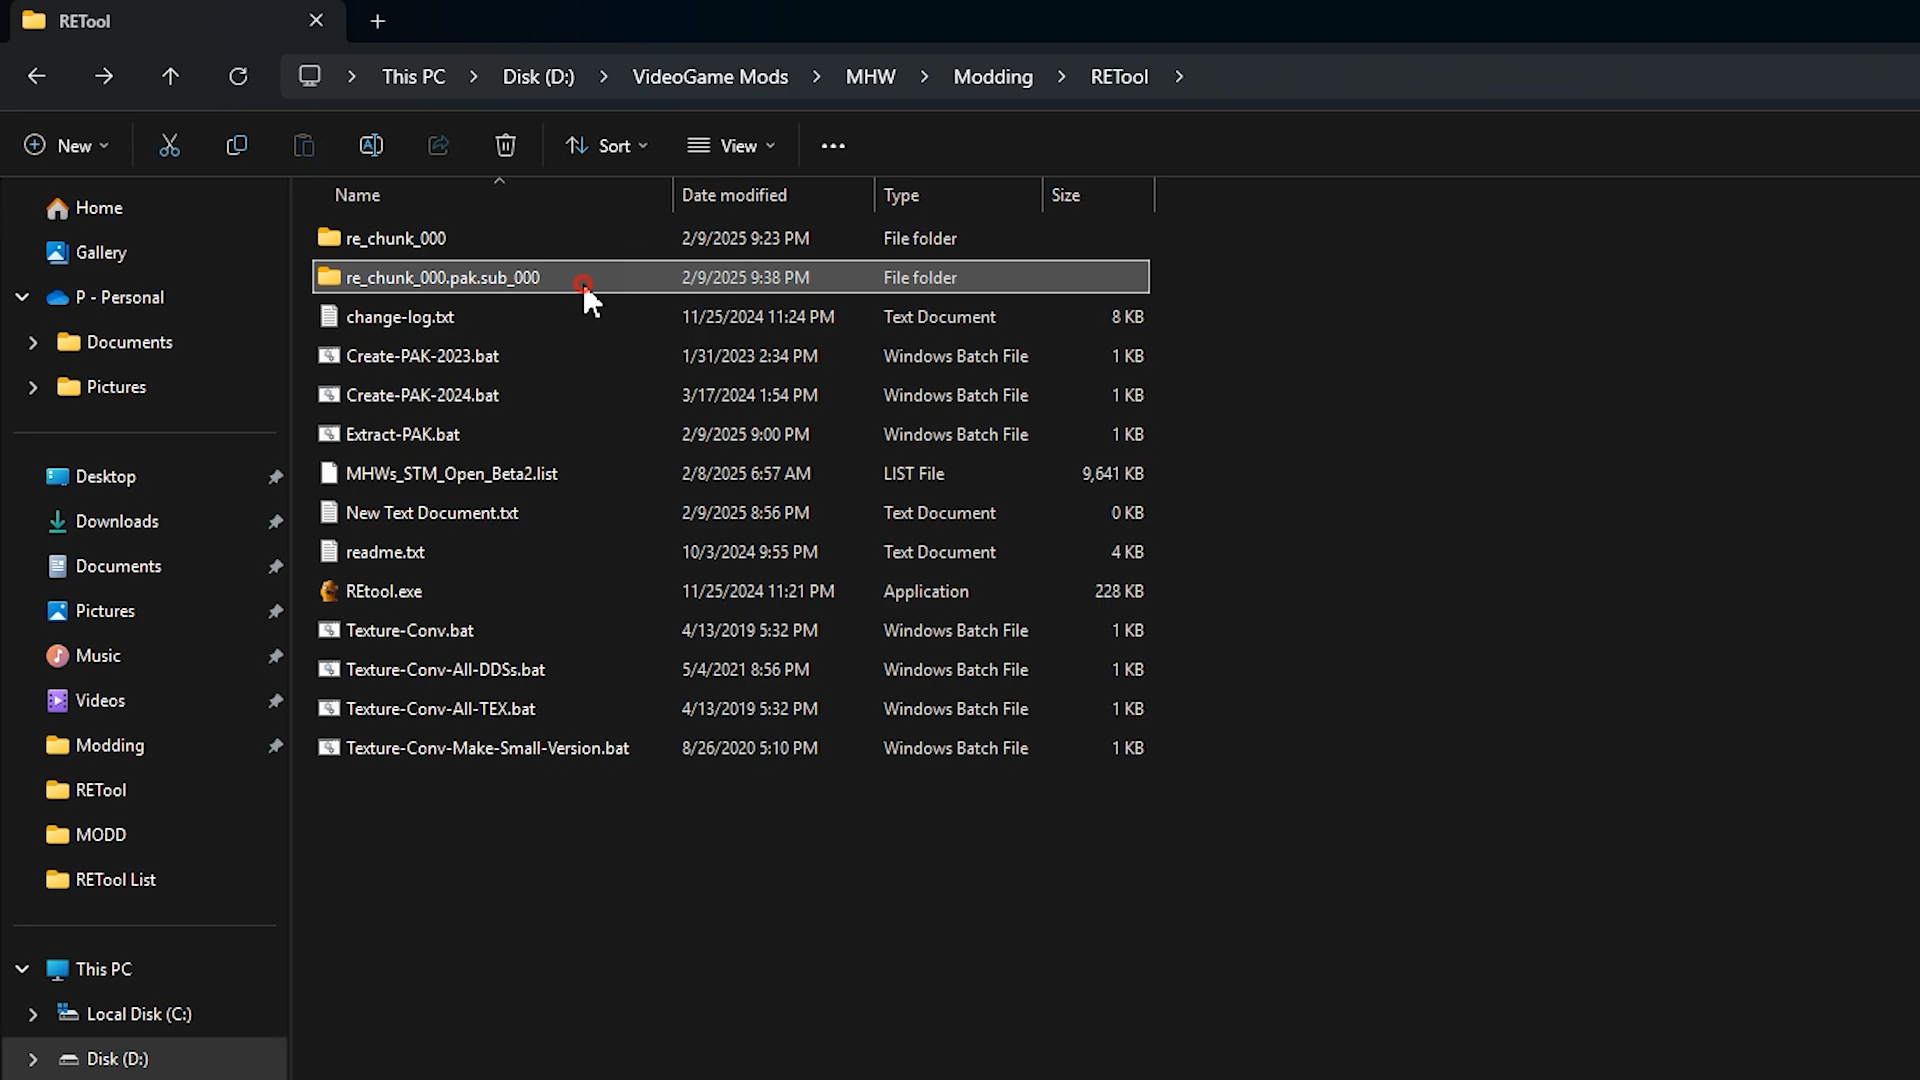 RETool
This PC > Disk (D:) > VideoGame Mods > MHW > Modding > RETool >
New Sort View
Name Date modified Type Size
Home
Gallery
P - Personal
Documents
Pictures
Desktop
Downloads
Documents
Pictures
Music
Videos
Modding
RETool
MODD
RETool List
This PC
Local Disk (C:)
Disk (D:)
re_chunk_000 2/9/2025 9:23 PM File folder
re_chunk_000.pak.sub_000 2/9/2025 9:38 PM File folder
change-log.txt 11/25/2024 11:24 PM Text Document 8 KB
Create-PAK-2023.bat 1/31/2023 2:34 PM Windows Batch File 1 KB
Create-PAK-2024.bat 3/17/2024 1:54 PM Windows Batch File 1 KB
Extract-PAK.bat 2/9/2025 9:00 PM Windows Batch File 1 KB
MHWs_STM_Open_Beta2.list 2/8/2025 6:57 AM LIST File 9,641 KB
New Text Document.txt 2/9/2025 8:56 PM Text Document 0 KB
readme.txt 10/3/2024 9:55 PM Text Document 4 KB
REtool.exe 11/25/2024 11:21 PM Application 228 KB
Texture-Conv.bat 4/13/2019 5:32 PM Windows Batch File 1 KB
Texture-Conv-All-DDSs.bat 5/4/2021 8:56 PM Windows Batch File 1 KB
Texture-Conv-All-TEX.bat 4/13/2019 5:32 PM Windows Batch File 1 KB
Texture-Conv-Make-Small-Version.bat 8/26/2020 5:10 PM Windows Batch File 1 KB